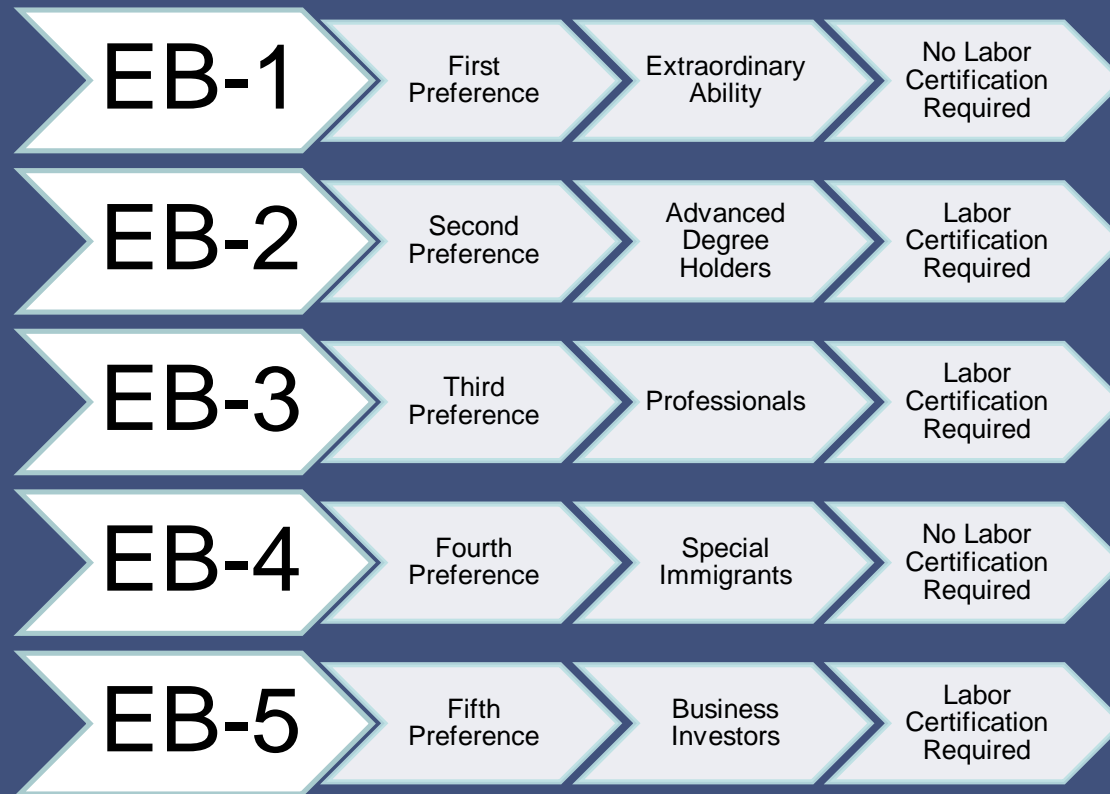 EB-1
First
Preference
Extraordinary
Ability
No Labor
Certification
Required
EB-2
Second
Preference
Advanced
Degree
Holders
Labor
Certification
Required
EB-3
Third
Preference
Professionals
Labor
Certification
Required
EB-4
Fourth
Preference
Special
Immigrants
No Labor
Certification
Required
EB-5
Fifth
Preference
Business
Investors
Labor
Certification
Required